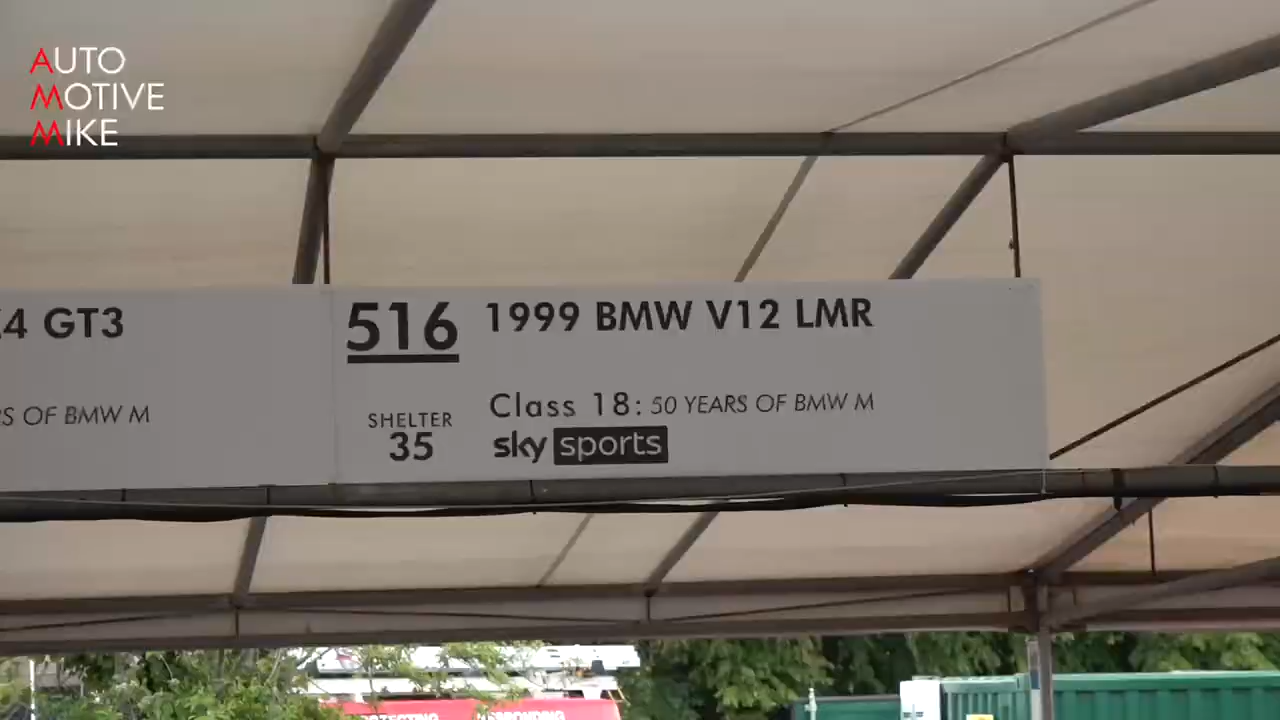 AUTO
MOTIVE
MIKE
4 GT3
S OF BMW M
516
1999 BMW V12 LMR
SHELTER
35
Class 18: 50 YEARS OF BMW M
sky sports